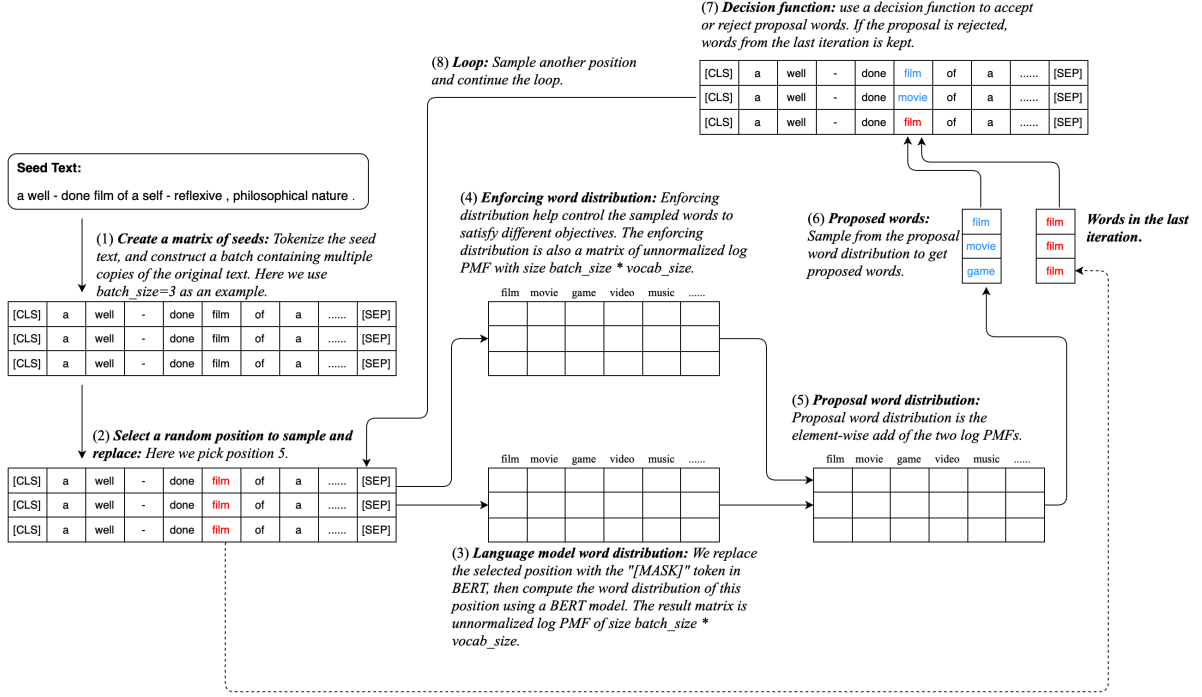 (7) Decision function: use a decision function to accept
or reject proposal words. If the proposal is rejected,
words from the last iteration is kept.
(8) Loop: Sample another position
and continue the loop.
[CLS] a well - done film of a ...... [SEP]
[CLS] a well - done movie of a ...... [SEP]
[CLS] a well - done film of a ...... [SEP]
Seed Text:
a well - done film of a self - reflexive , philosophical nature .
(1) Create a matrix of seeds: Tokenize the seed
text, and construct a batch containing multiple
copies of the original text. Here we use
batch_size=3 as an example.
[CLS] a well - done film of a ...... [SEP]
[CLS] a well - done film of a ...... [SEP]
[CLS] a well - done film of a ...... [SEP]
(2) Select a random position to sample and
replace: Here we pick position 5.
[CLS] a well - done film of a ...... [SEP]
[CLS] a well - done film of a ...... [SEP]
[CLS] a well - done film of a ...... [SEP]
(4) Enforcing word distribution: Enforcing
distribution help control the sampled words to
satisfy different objectives. The enforcing
distribution is also a matrix of unnormalized log
PMF with size batch_size * vocab_size.
film movie game video music ......
film movie game video music ......
(3) Language model word distribution: We replace
the selected position with the "[MASK]" token in
BERT, then compute the word distribution of this
position using a BERT model. The result matrix is
unnormalized log PMF of size batch_size *
vocab_size.
(5) Proposal word distribution:
Proposal word distribution is the
element-wise add of the two log PMFs.
film movie game video music ......
(6) Proposed words:
Sample from the proposal
word distribution to get
proposed words.
film
movie
game
film
film
film
Words in the last
iteration.